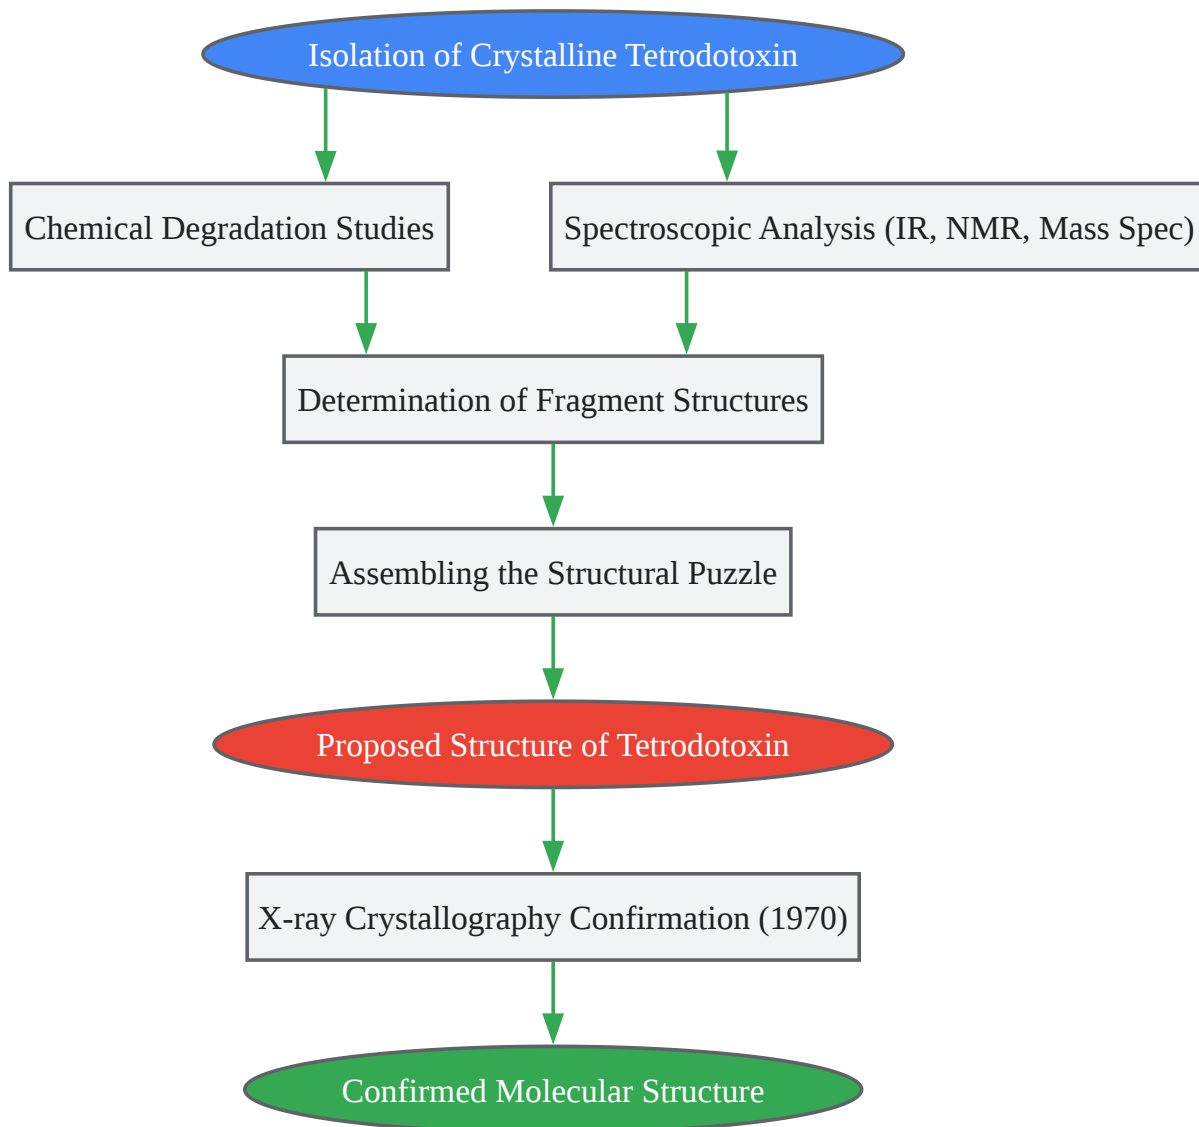 Isolation of Crystalline Tetrodotoxin
Chemical Degradation Studies
Spectroscopic Analysis (IR, NMR, Mass Spec)
Determination of Fragment Structures
Assembling the Structural Puzzle
Proposed Structure of Tetrodotoxin
X-ray Crystallography Confirmation (1970)
Confirmed Molecular Structure